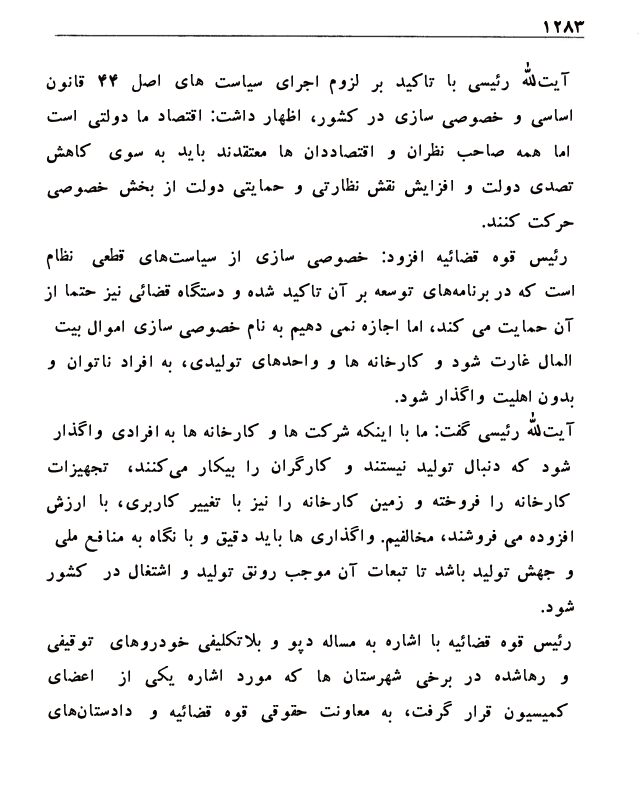 ۱۲۸۳
آیت‌الله رئیسی با تاکید بر لزوم اجرای سیاست های اصل ۴۴ قانون
اساسی و خصوصی سازی در کشور، اظهار داشت: اقتصاد ما دولتی است
اما همه صاحب نظران و اقتصاددان ها معتقدند باید به سوی کاهش
تصدی دولت و افزایش نقش نظارتی و حمایتی دولت از بخش خصوصی
حرکت کنند.
رئیس قوه قضائیه افزود: خصوصی سازی از سیاست‌های قطعی نظام
است که در برنامه‌های توسعه بر آن تاکید شده و دستگاه قضائی نیز حتما از
آن حمایت می کند، اما اجازه نمی دهیم به نام خصوصی سازی اموال بیت
المال غارت شود و کارخانه ها و واحدهای تولیدی، به افراد ناتوان و
بدون اهلیت واگذار شود.
آیت‌الله رئیسی گفت: ما با اینکه شرکت ها و کارخانه ها به افرادی واگذار
شود که دنبال تولید نیستند و کارگران را بیکار می‌کنند، تجهیزات
کارخانه را فروخته و زمین کارخانه را نیز با تغییر کاربری، با ارزش
افزوده می فروشند، مخالفیم. واگذاری ها باید دقیق و با نگاه به منافع ملی
و جهش تولید باشد تا تبعات آن موجب رونق تولید و اشتغال در کشور
شود.
رئیس قوه قضائیه با اشاره به مساله دپو و بلاتکلیفی خودروهای توقیفی
و رهاشده در برخی شهرستان ها که مورد اشاره یکی از اعضای
کمیسیون قرار گرفت، به معاونت حقوقی قوه قضائیه و دادستان‌های